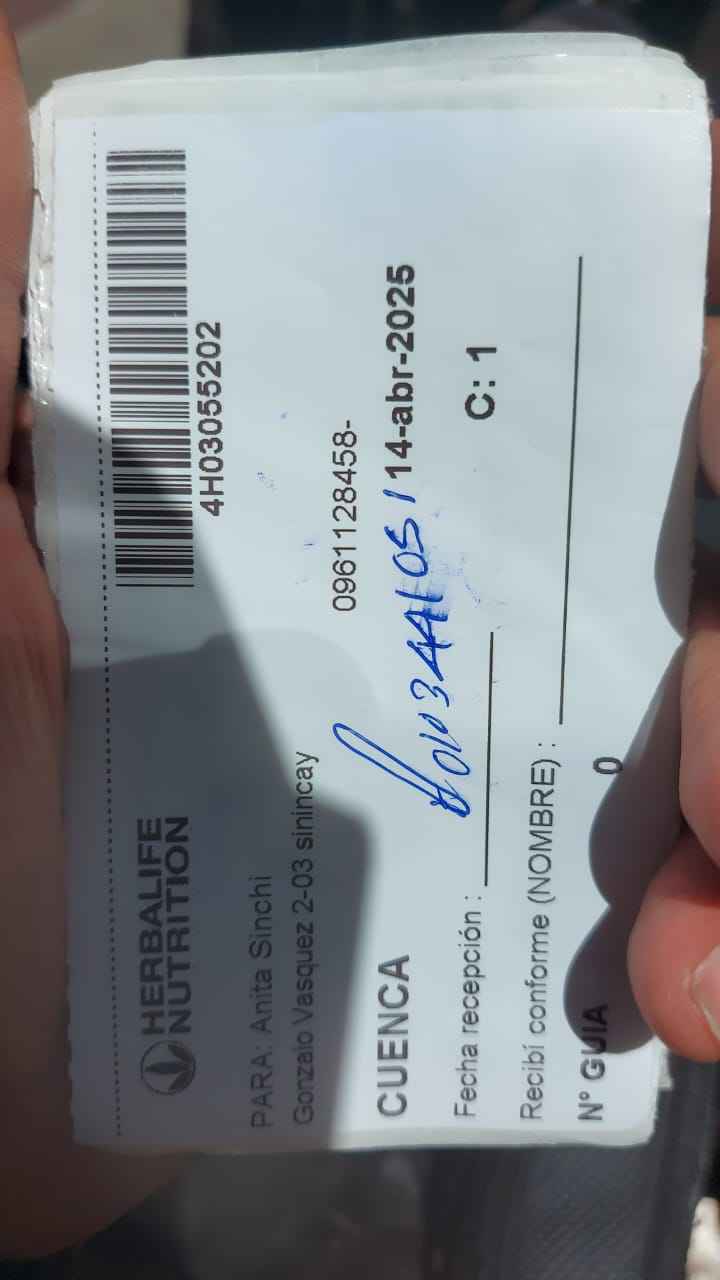 HERBALIFE
NUTRITION
4H03055202
PARA: Anita Sinchi
Gonzalo Vasquez 2-03 sinincay
0961128458-
CUENCA
14-abr-2025
Fecha recepción :
C: 1
Recibí conforme (NOMBRE) :
N° GUIA
0